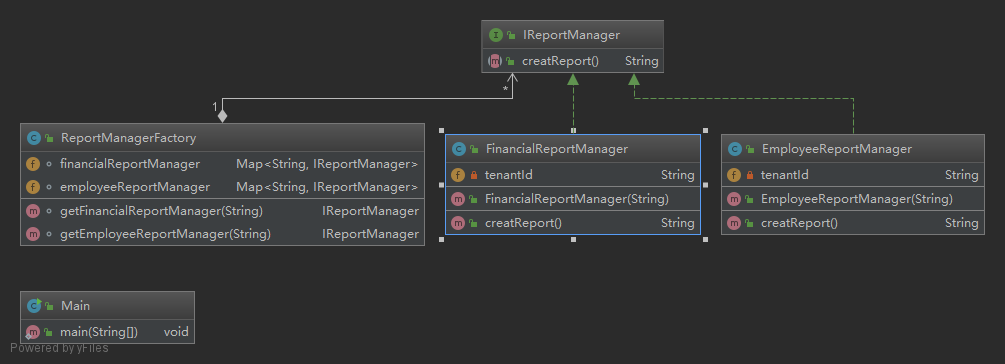 IReportManager
creatReport() String
1
*
ReportManagerFactory
financialReportManager Map<String, IReportManager>
employeeReportManager Map<String, IReportManager>
getFinancialReportManager(String) IReportManager
getEmployeeReportManager(String) IReportManager
FinancialReportManager
tenantId String
FinancialReportManager(String)
creatReport() String
EmployeeReportManager
tenantId String
EmployeeReportManager(String)
creatReport() String
Main
main(String[]) void
Powered by yFiles